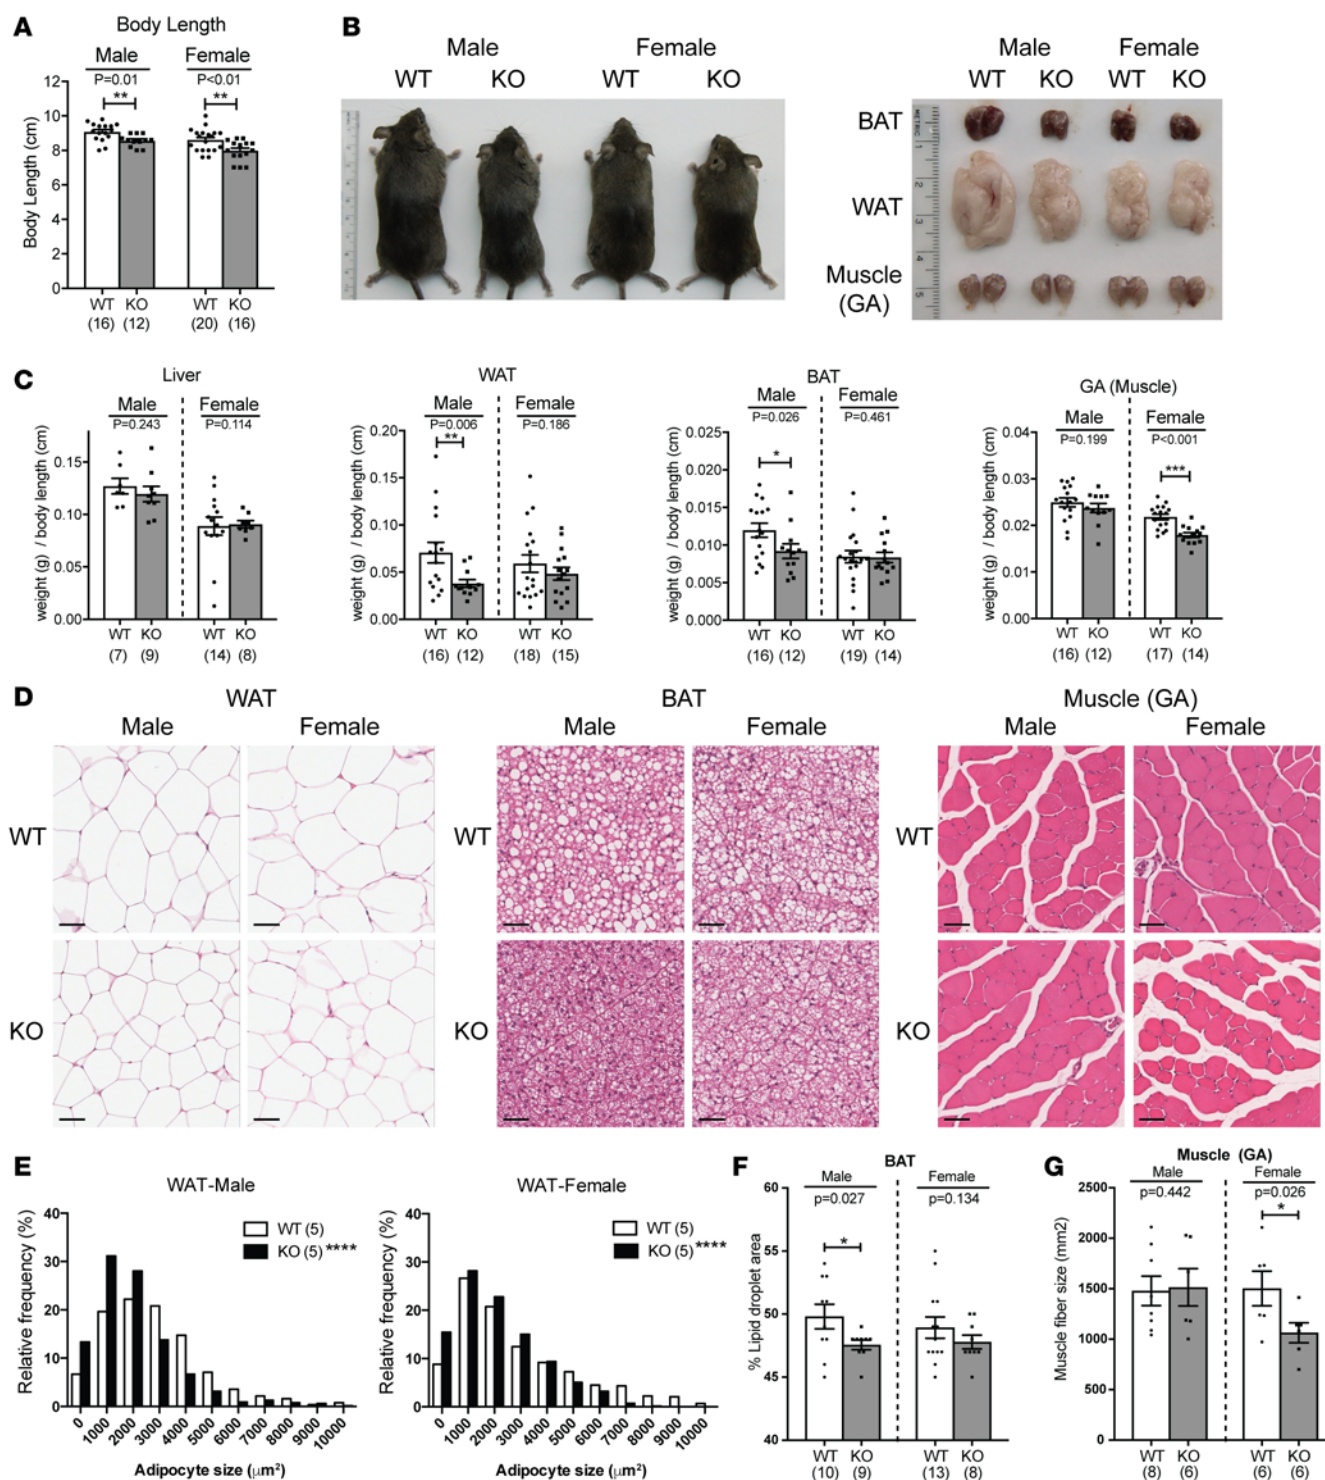 A
Body Length
Male
Female
P=0.01
P<0.01
**
**
Body Length (cm)
12
10
8
6
4
2
0
WT KO WT KO
(16) (12) (20) (16)
B
Male Female
WT KO WT KO
Male Female
WT KO WT KO
BAT
WAT
Muscle
(GA)
METRIC
1
2
3
4
5
C
Liver
Male Female
P=0.243 P=0.114
weight (g) / body length (cm)
0.15
0.10
0.05
0.00
WT KO WT KO
(7) (9) (14) (8)
WAT
Male Female
P=0.006 P=0.186
**
weight (g) / body length (cm)
0.20
0.15
0.10
0.05
0.00
WT KO WT KO
(16) (12) (18) (15)
BAT
Male Female
P=0.026 P=0.461
*
weight (g) / body length (cm)
0.025
0.020
0.015
0.010
0.005
0.000
WT KO WT KO
(16) (12) (19) (14)
GA (Muscle)
Male Female
P=0.199 P<0.001
***
weight (g) / body length (cm)
0.04
0.03
0.02
0.01
0.00
WT KO WT KO
(16) (12) (17) (14)
D
WAT
Male Female
BAT
Male Female
Muscle (GA)
Male Female
WT
WT
WT
KO
KO
KO
E
WAT-Male
WT (5)
KO (5)****
Relative frequency (%)
40
30
20
10
0
0 1000 2000 3000 4000 5000 6000 7000 8000 9000 10000
Adipocyte size (μm²)
WAT-Female
WT (5)
KO (5)****
Relative frequency (%)
40
30
20
10
0
0 1000 2000 3000 4000 5000 6000 7000 8000 9000 10000
Adipocyte size (μm²)
F
BAT
Male Female
p=0.027 p=0.134
*
% Lipid droplet area
60
55
50
45
40
WT KO WT KO
(10) (9) (13) (8)
G
Muscle (GA)
Male Female
p=0.442 p=0.026
*
Muscle fiber size (mm2)
2500
2000
1500
1000
500
0
WT KO WT KO
(8) (6) (6) (6)